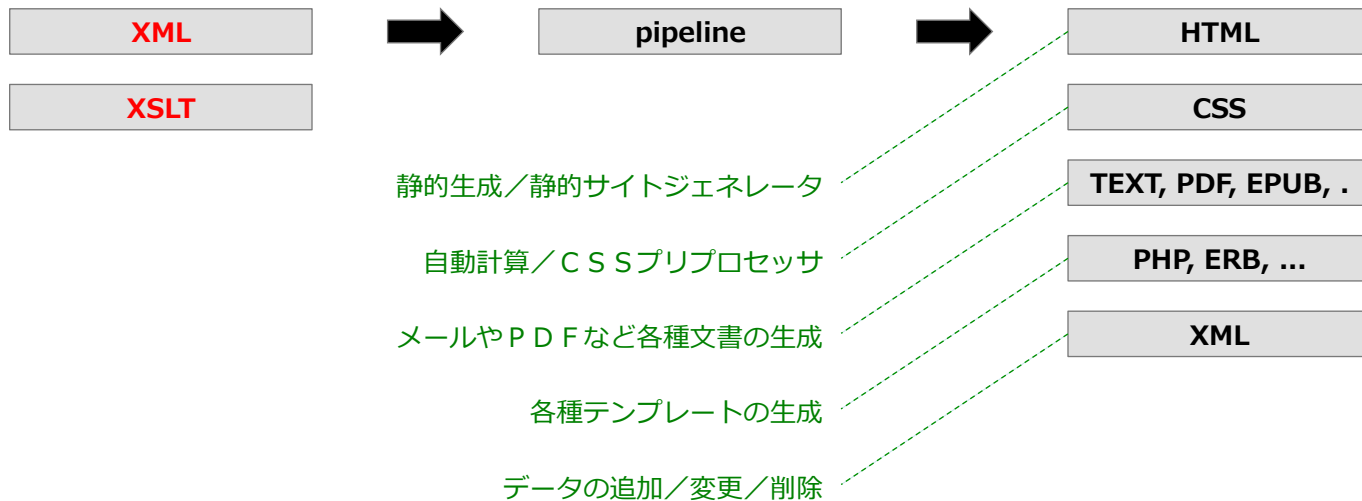 XML
pipeline
HTML
XSLT
CSS
静的生成／静的サイトジェネレータ
TEXT, PDF, EPUB, .
自動計算／ＣＳＳプリプロセッサ
PHP, ERB, ...
メールやＰＤＦなど各種文書の生成
XML
各種テンプレートの生成
データの追加／変更／削除